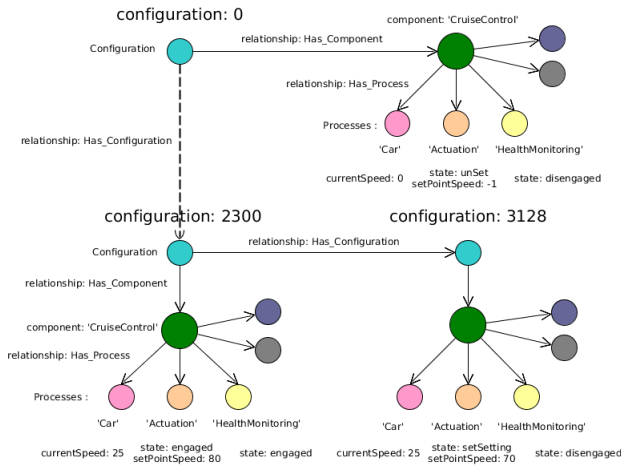 configuration: 0
component: 'CruiseControl'
Configuration
relationship: Has_Component
relationship: Has_Process
Processes :
'Car'
'Actuation'
'HealthMonitoring'
currentSpeed: 0
state: unSet
setPointSpeed: -1
state: disengaged
relationship: Has_Configuration
configuration: 2300
configuration: 3128
Configuration
relationship: Has_Configuration
relationship: Has_Component
component: 'CruiseControl'
relationship: Has_Process
Processes :
'Car'
'Actuation'
'HealthMonitoring'
currentSpeed: 25
state: engaged
setPointSpeed: 80
state: engaged
'Car'
'Actuation'
'HealthMonitoring'
currentSpeed: 25
state: setSetting
setPointSpeed: 70
state: disengaged